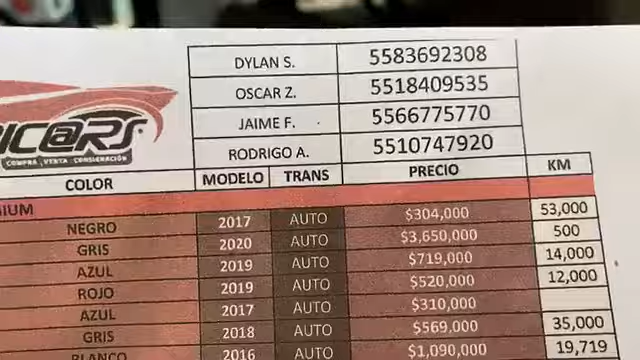 DYLAN S. 5583692308
OSCAR Z. 5518409535
JAIME F. 5566775770
RODRIGO A. 5510747920
IC@RS
COMPRA, VENTA, CONSIGNACIÓN
COLOR MODELO TRANS PRECIO KM
IUM
NEGRO 2017 AUTO $304,000 53,000
GRIS 2020 AUTO $3,650,000 500
AZUL 2019 AUTO $719,000 14,000
ROJO 2019 AUTO $520,000 12,000
AZUL 2017 AUTO $310,000
GRIS 2018 AUTO $569,000 35,000
BLANCO 2016 AUTO $1,090,000 19,719